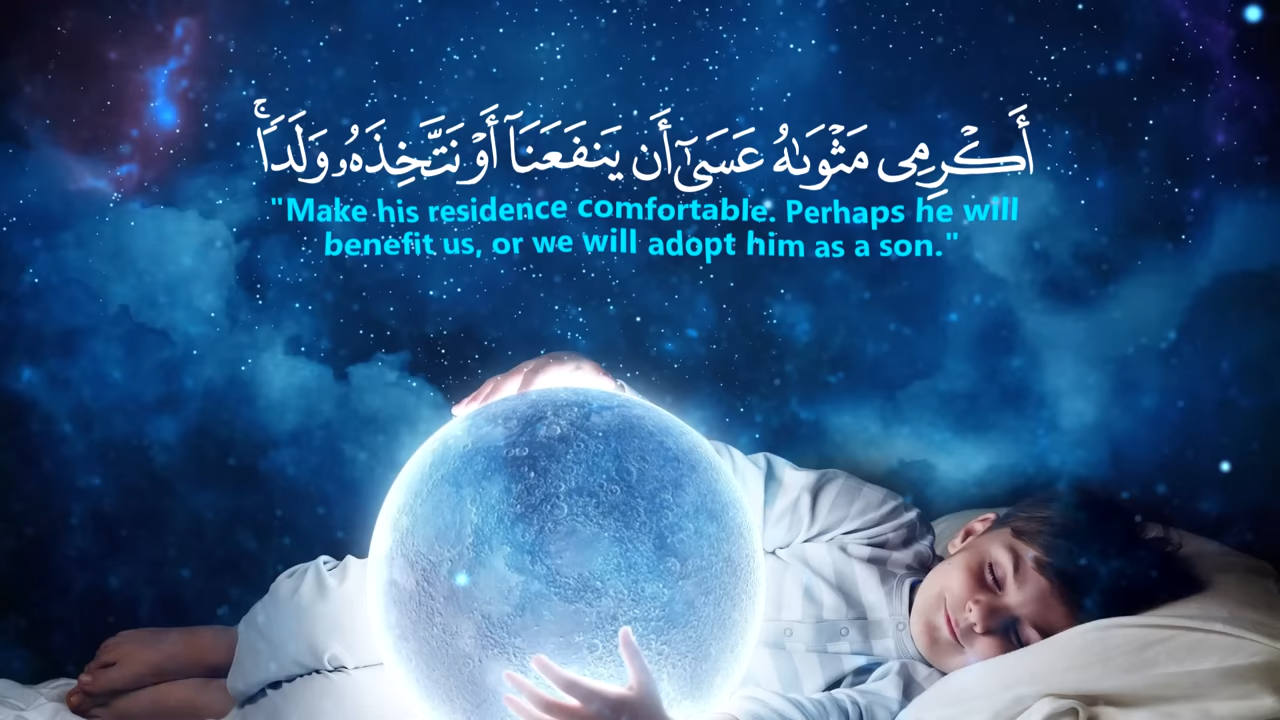 أَكْرِمِى مَثْوَىٰهُ عَسَىٰٓ أَن يَنفَعَنَآ أَوْ نَتَّخِذَهُۥ وَلَدًۭا ۚ
"Make his residence comfortable. Perhaps he will
benefit us, or we will adopt him as a son."